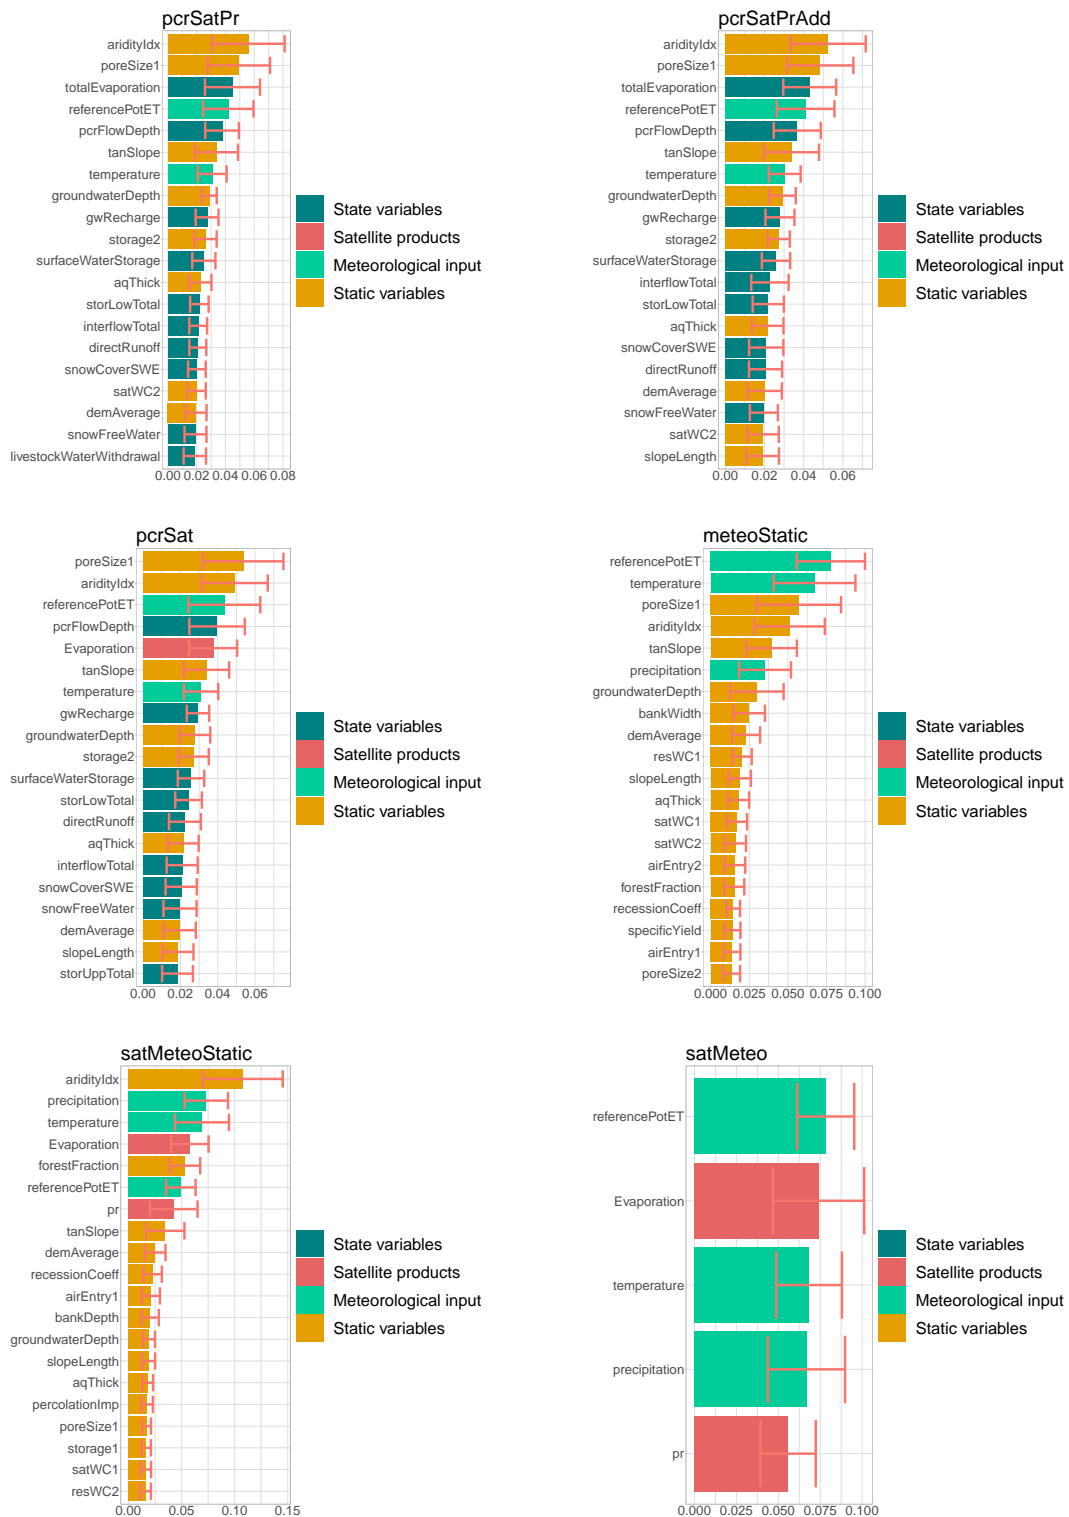 pcrSatPr
aridityIdx
poreSize1
totalEvaporation
referencePotET
pcrFlowDepth
tanSlope
temperature
groundwaterDepth
gwRecharge
storage2
surfaceWaterStorage
aqThick
storLowTotal
interflowTotal
directRunoff
snowCoverSWE
satWC2
demAverage
snowFreeWater
livestockWaterWithdrawal
0.00 0.02 0.04 0.06 0.08
State variables
Satellite products
Meteorological input
Static variables
pcrSatPrAdd
aridityIdx
poreSize1
totalEvaporation
referencePotET
pcrFlowDepth
tanSlope
temperature
groundwaterDepth
gwRecharge
storage2
surfaceWaterStorage
interflowTotal
storLowTotal
aqThick
snowCoverSWE
directRunoff
demAverage
snowFreeWater
satWC2
slopeLength
0.00 0.02 0.04 0.06
State variables
Satellite products
Meteorological input
Static variables
pcrSat
poreSize1
aridityIdx
referencePotET
pcrFlowDepth
Evaporation
tanSlope
temperature
gwRecharge
groundwaterDepth
storage2
surfaceWaterStorage
storLowTotal
directRunoff
aqThick
interflowTotal
snowCoverSWE
snowFreeWater
demAverage
slopeLength
storUppTotal
0.00 0.02 0.04 0.06
State variables
Satellite products
Meteorological input
Static variables
meteoStatic
referencePotET
temperature
poreSize1
aridityIdx
tanSlope
precipitation
groundwaterDepth
bankWidth
demAverage
resWC1
slopeLength
aqThick
satWC1
satWC2
airEntry2
forestFraction
recessionCoeff
specificYield
airEntry1
poreSize2
0.000 0.025 0.050 0.075 0.100
State variables
Satellite products
Meteorological input
Static variables
satMeteoStatic
aridityIdx
precipitation
temperature
Evaporation
forestFraction
referencePotET
pr
tanSlope
demAverage
recessionCoeff
airEntry1
bankDepth
groundwaterDepth
slopeLength
aqThick
percolationImp
poreSize1
storage1
satWC1
resWC2
0.00 0.05 0.10 0.15
State variables
Satellite products
Meteorological input
Static variables
satMeteo
referencePotET
Evaporation
temperature
precipitation
pr
0.000 0.025 0.050 0.075 0.100
State variables
Satellite products
Meteorological input
Static variables